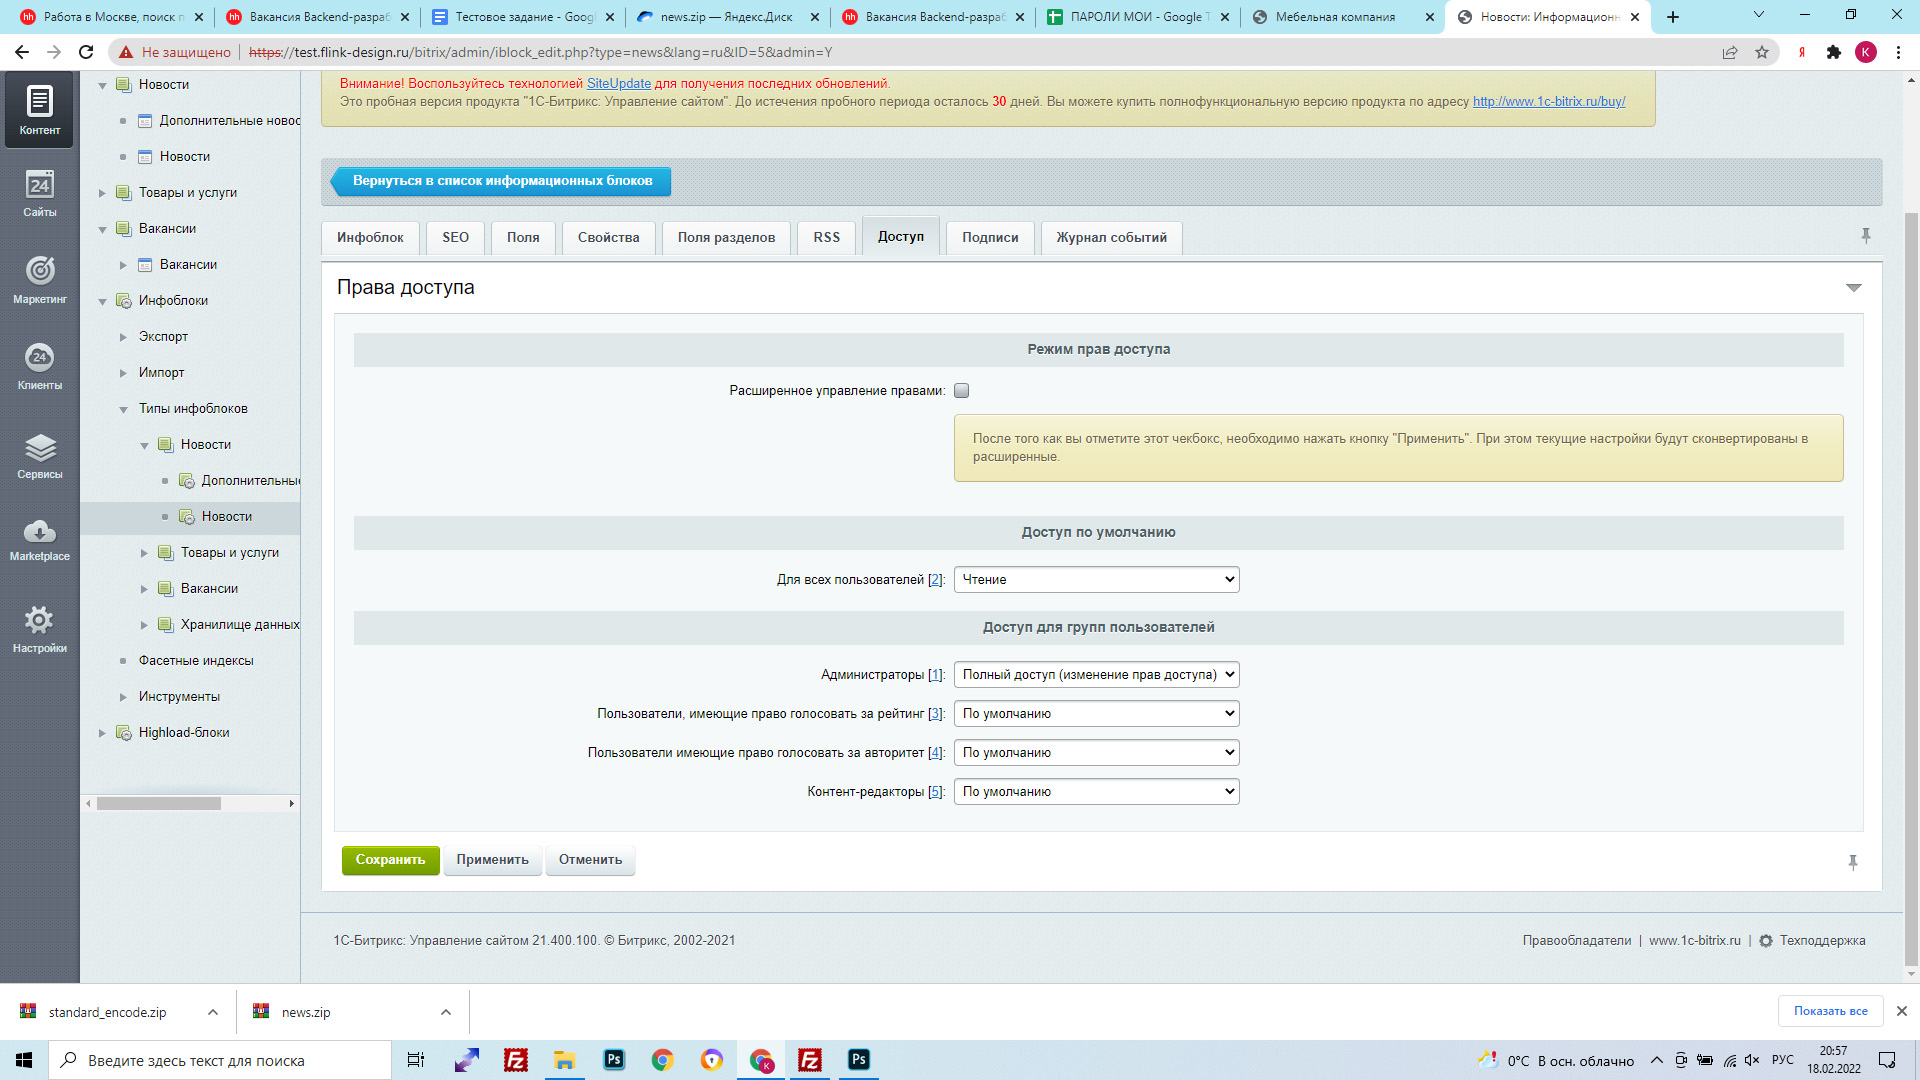 Работа в Москве, поиск п
Вакансия Backend-разраб
Тестовое задание - Googl
news.zip — Яндекс.Диск
Вакансия Backend-разраб
ПАРОЛИ МОИ - Google Т
Мебельная компания
Новости: Информационн
Не защищено
https://test.flink-design.ru/bitrix/admin/iblock_edit.php?type=news&lang=ru&ID=5&admin=Y
Я
K
Контент
24
Сайты
Маркетинг
24
Клиенты
Сервисы
Marketplace
Настройки
Новости
Дополнительные новос
Новости
Товары и услуги
Вакансии
Вакансии
Инфоблоки
Экспорт
Импорт
Типы инфоблоков
Новости
Дополнительные
Новости
Товары и услуги
Вакансии
Хранилище данных
Фасетные индексы
Инструменты
Highload-блоки
Внимание! Воспользуйтесь технологией SiteUpdate для получения последних обновлений.
Это пробная версия продукта "1С-Битрикс: Управление сайтом". До истечения пробного периода осталось 30 дней. Вы можете купить полнофункциональную версию продукта по адресу http://www.1c-bitrix.ru/buy/
Вернуться в список информационных блоков
Инфоблок
SEO
Поля
Свойства
Поля разделов
RSS
Доступ
Подписи
Журнал событий
Права доступа
Режим прав доступа
Расширенное управление правами:
После того как вы отметите этот чекбокс, необходимо нажать кнопку "Применить". При этом текущие настройки будут сконвертированы в
расширенные.
Доступ по умолчанию
Для всех пользователей [2]: Чтение
Доступ для групп пользователей
Администраторы [1]: Полный доступ (изменение прав доступа)
Пользователи, имеющие право голосовать за рейтинг [3]: По умолчанию
Пользователи имеющие право голосовать за авторитет [4]: По умолчанию
Контент-редакторы [5]: По умолчанию
Сохранить
Применить
Отменить
1С-Битрикс: Управление сайтом 21.400.100. © Битрикс, 2002-2021
Правообладатели | www.1c-bitrix.ru | Техподдержка
standard_encode.zip
news.zip
Показать все
Введите здесь текст для поиска
Ps
K
Ps
0°C В осн. облачно
РУС
20:57
18.02.2022